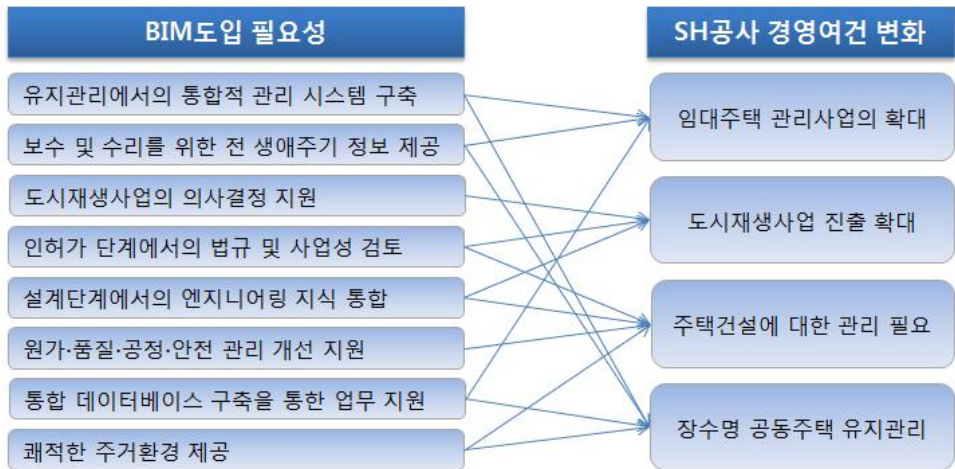 BIM도입 필요성
유지관리에서의 통합적 관리 시스템 구축
보수 및 수리를 위한 전 생애주기 정보 제공
도시재생사업의 의사결정 지원
인허가 단계에서의 법규 및 사업성 검토
설계단계에서의 엔지니어링 지식 통합
원가·품질·공정·안전 관리 개선 지원
통합 데이터베이스 구축을 통한 업무 지원
쾌적한 주거환경 제공
SH공사 경영여건 변화
임대주택 관리사업의 확대
도시재생사업 진출 확대
주택건설에 대한 관리 필요
장수명 공동주택 유지관리